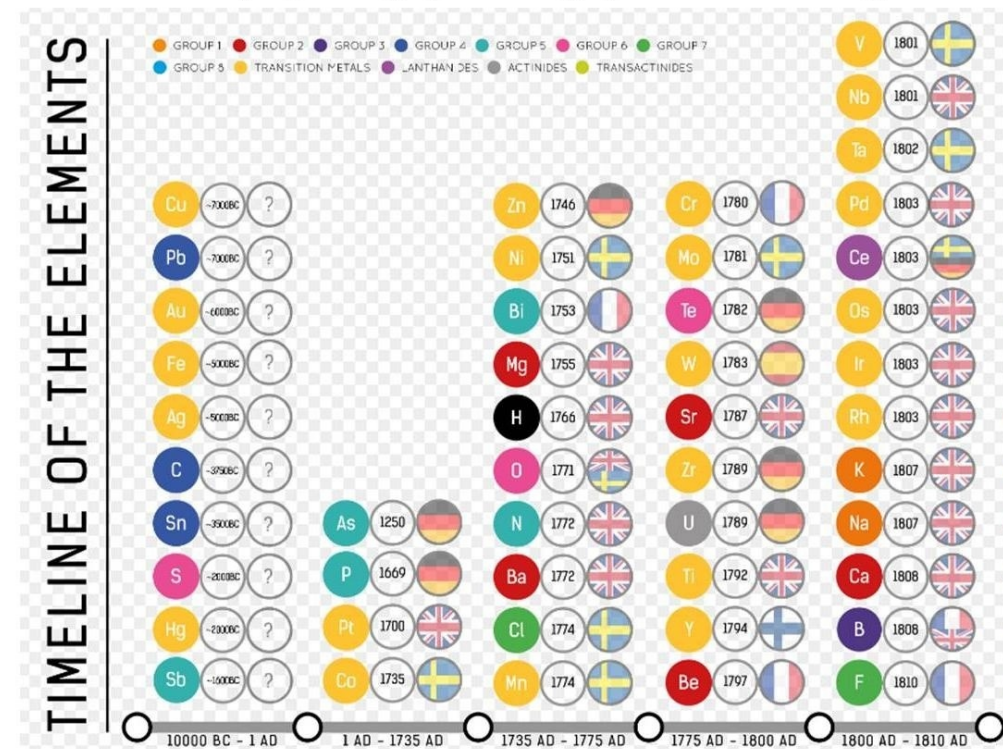 TIMELINE OF THE ELEMENTS
GROUP 1 GROUP 2 GROUP 3 GROUP 4 GROUP 5 GROUP 6 GROUP 7
GROUP 8 TRANSITION METALS LANTHANIDES ACTINIDES TRANSACTINIDES
V 1801
Nb 1801
Ta 1802
Cu ~7000BC ? Zn 1746 Cr 1780 Pd 1803
Pb ~7000BC ? Ni 1751 Mo 1781 Ce 1803
Au ~6000BC ? Bi 1753 Te 1782 Os 1803
Fe ~5000BC ? Mg 1755 W 1783 Ir 1803
Ag ~5000BC ? H 1766 Sr 1787 Rh 1803
C ~3750BC ? O 1771 Zr 1789 K 1807
Sn ~3500BC ? As 1250 N 1772 U 1789 Na 1807
S ~2000BC ? P 1669 Ba 1772 Ti 1792 Ca 1808
Hg ~2000BC ? Pt 1700 Cl 1774 Y 1794 B 1808
Sb ~1600BC ? Co 1735 Mn 1774 Be 1797 F 1810
10000 BC - 1 AD 1 AD - 1735 AD 1735 AD - 1775 AD 1775 AD - 1800 AD 1800 AD - 1810 AD